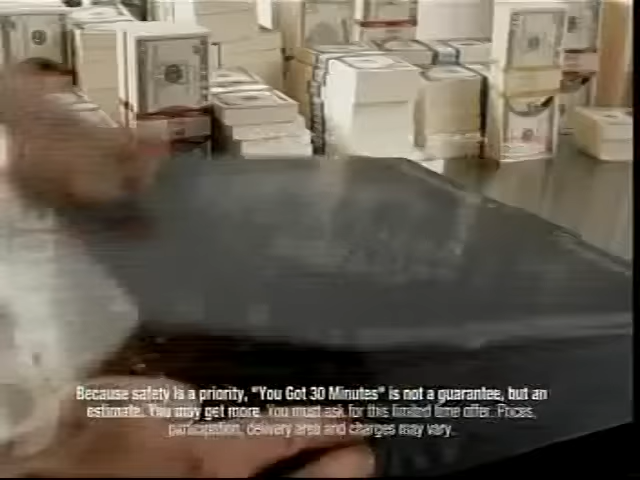 Because safety is a priority, "You Got 30 Minutes" is not a guarantee, but an
estimate. You may get more. You must ask for this limited time offer. Prices,
participation, delivery area and charges may vary.